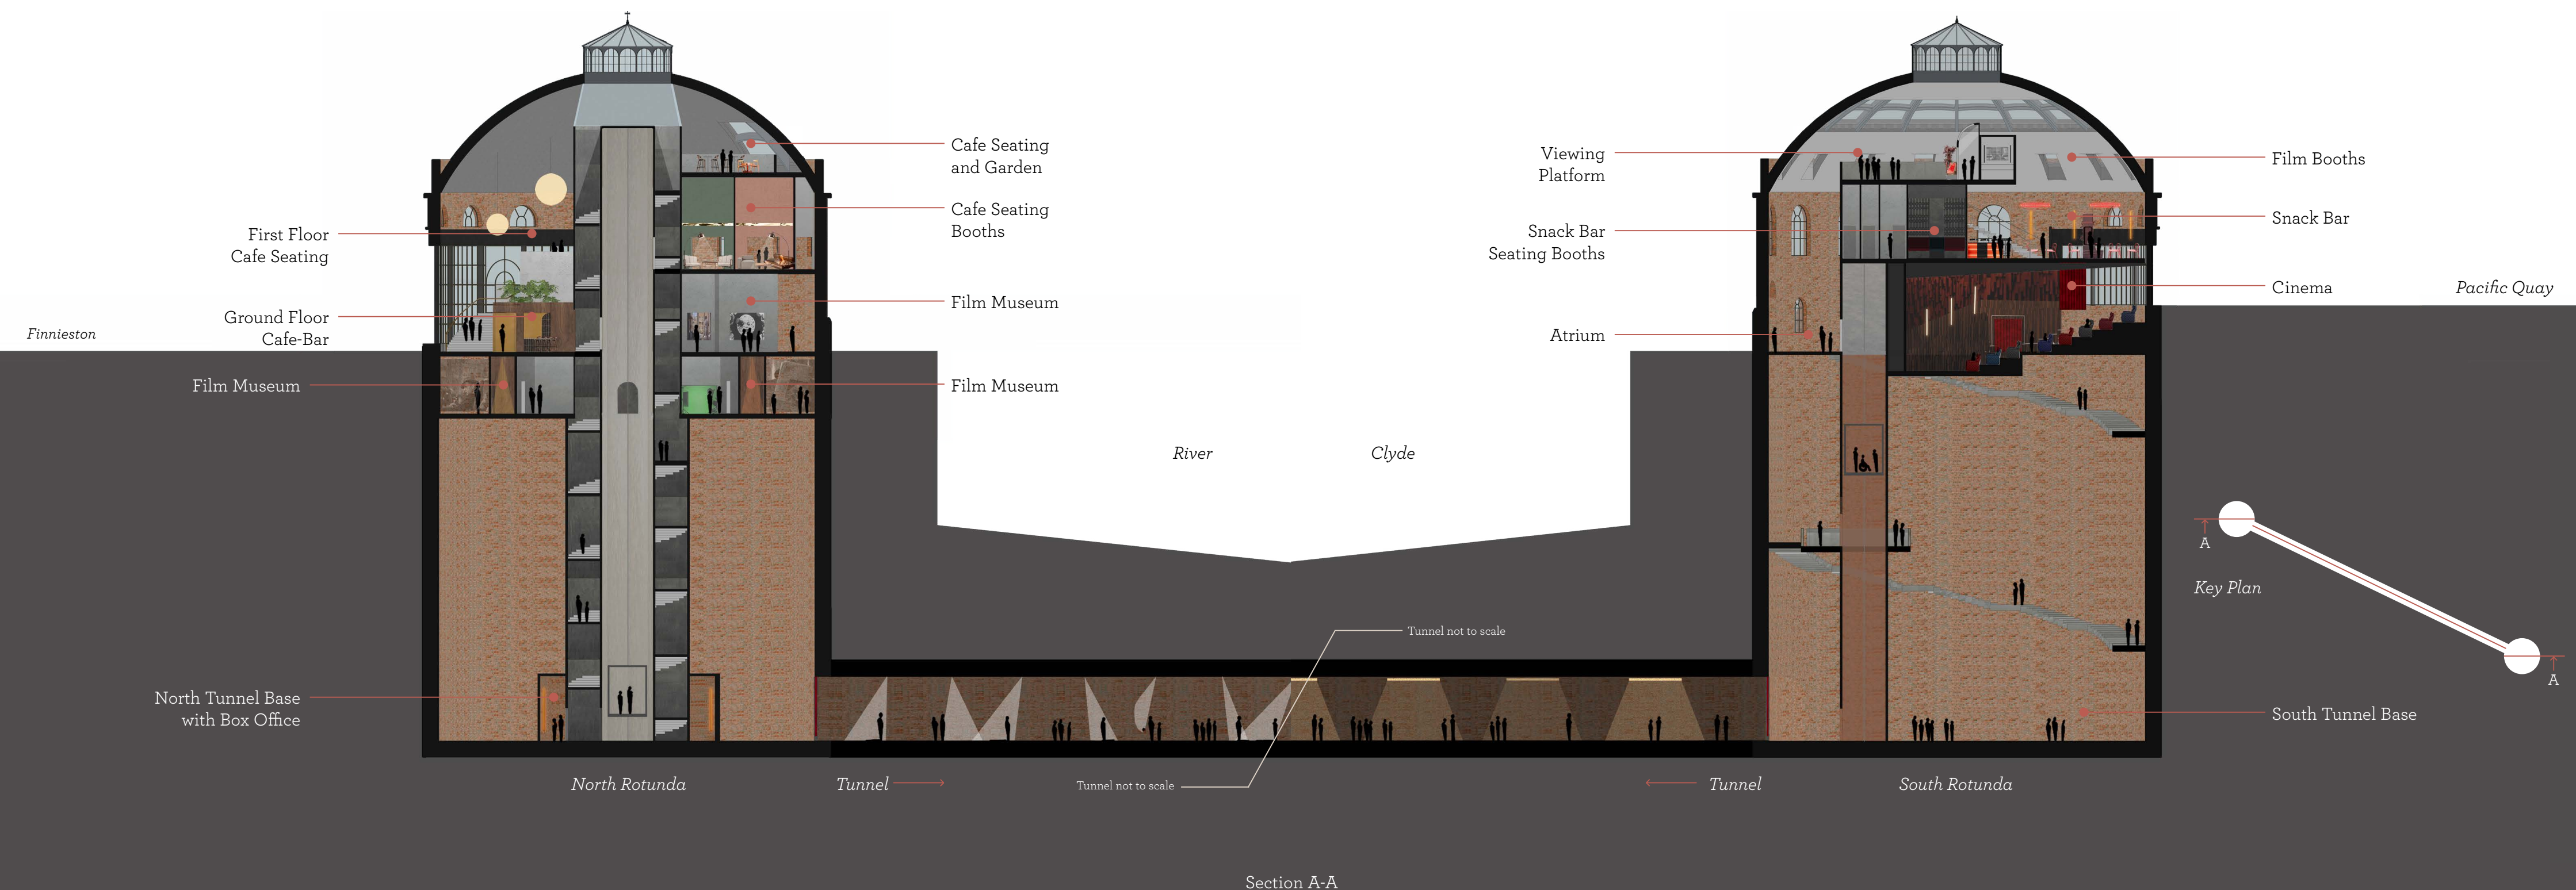 Cafe Seating
and Garden
Cafe Seating
Booths
First Floor
Cafe Seating
Film Museum
Ground Floor
Cafe-Bar
Finnieston
Film Museum
Film Museum
North Tunnel Base
with Box Office
North Rotunda
Tunnel
River Clyde
Tunnel not to scale
Tunnel not to scale
Viewing
Platform
Film Booths
Snack Bar
Seating Booths
Snack Bar
Cinema
Pacific Quay
Atrium
South Tunnel Base
Tunnel
South Rotunda
A
Key Plan
A
Section A-A